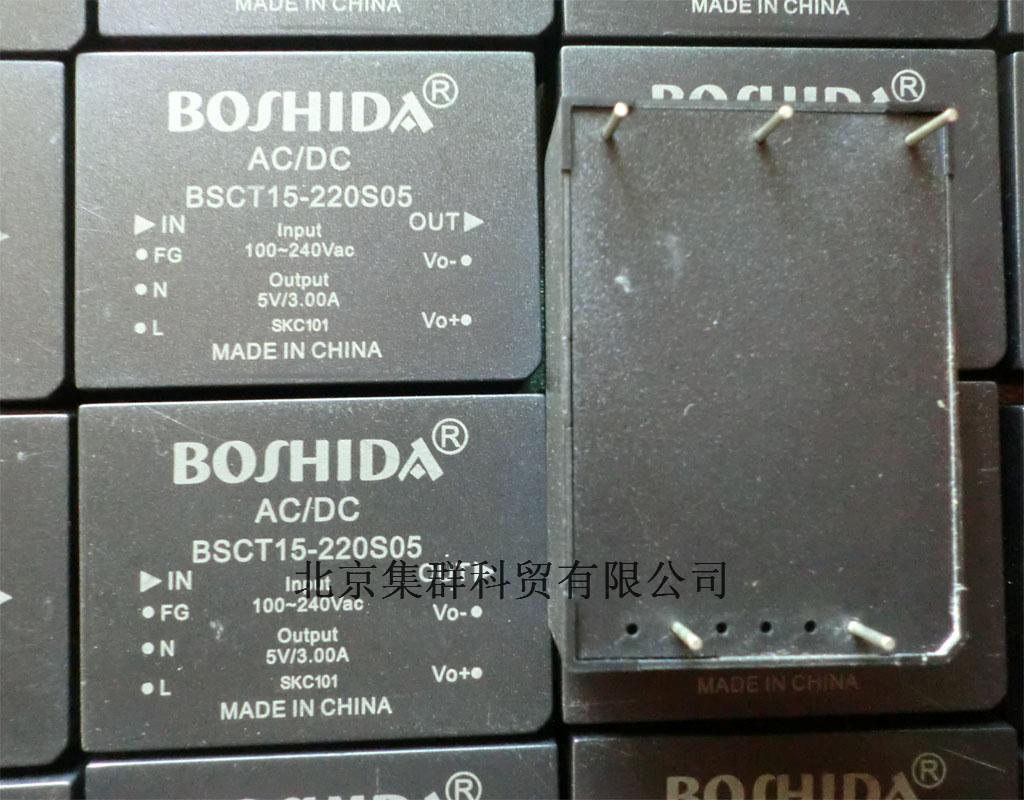 MADE IN CHINA
MADE IN CHINA
BOSHIDA®
AC/DC
BSCT15-220S05
▶IN
OUT▶
Input
100~240Vac
●FG
Vo-●
Output
●N
5V/3.00A
●L
SKC101
Vo+●
MADE IN CHINA
BOSHIDA®
BOSHIDA®
AC/DC
BSCT15-220S05
▶IN
OUT▶
Input
100~240Vac
●FG
Vo-●
Output
●N
5V/3.00A
●L
SKC101
Vo+●
MADE IN CHINA
北京集群科贸有限公司
MADE IN CHINA
BOSHIDA®
BOSHIDA®